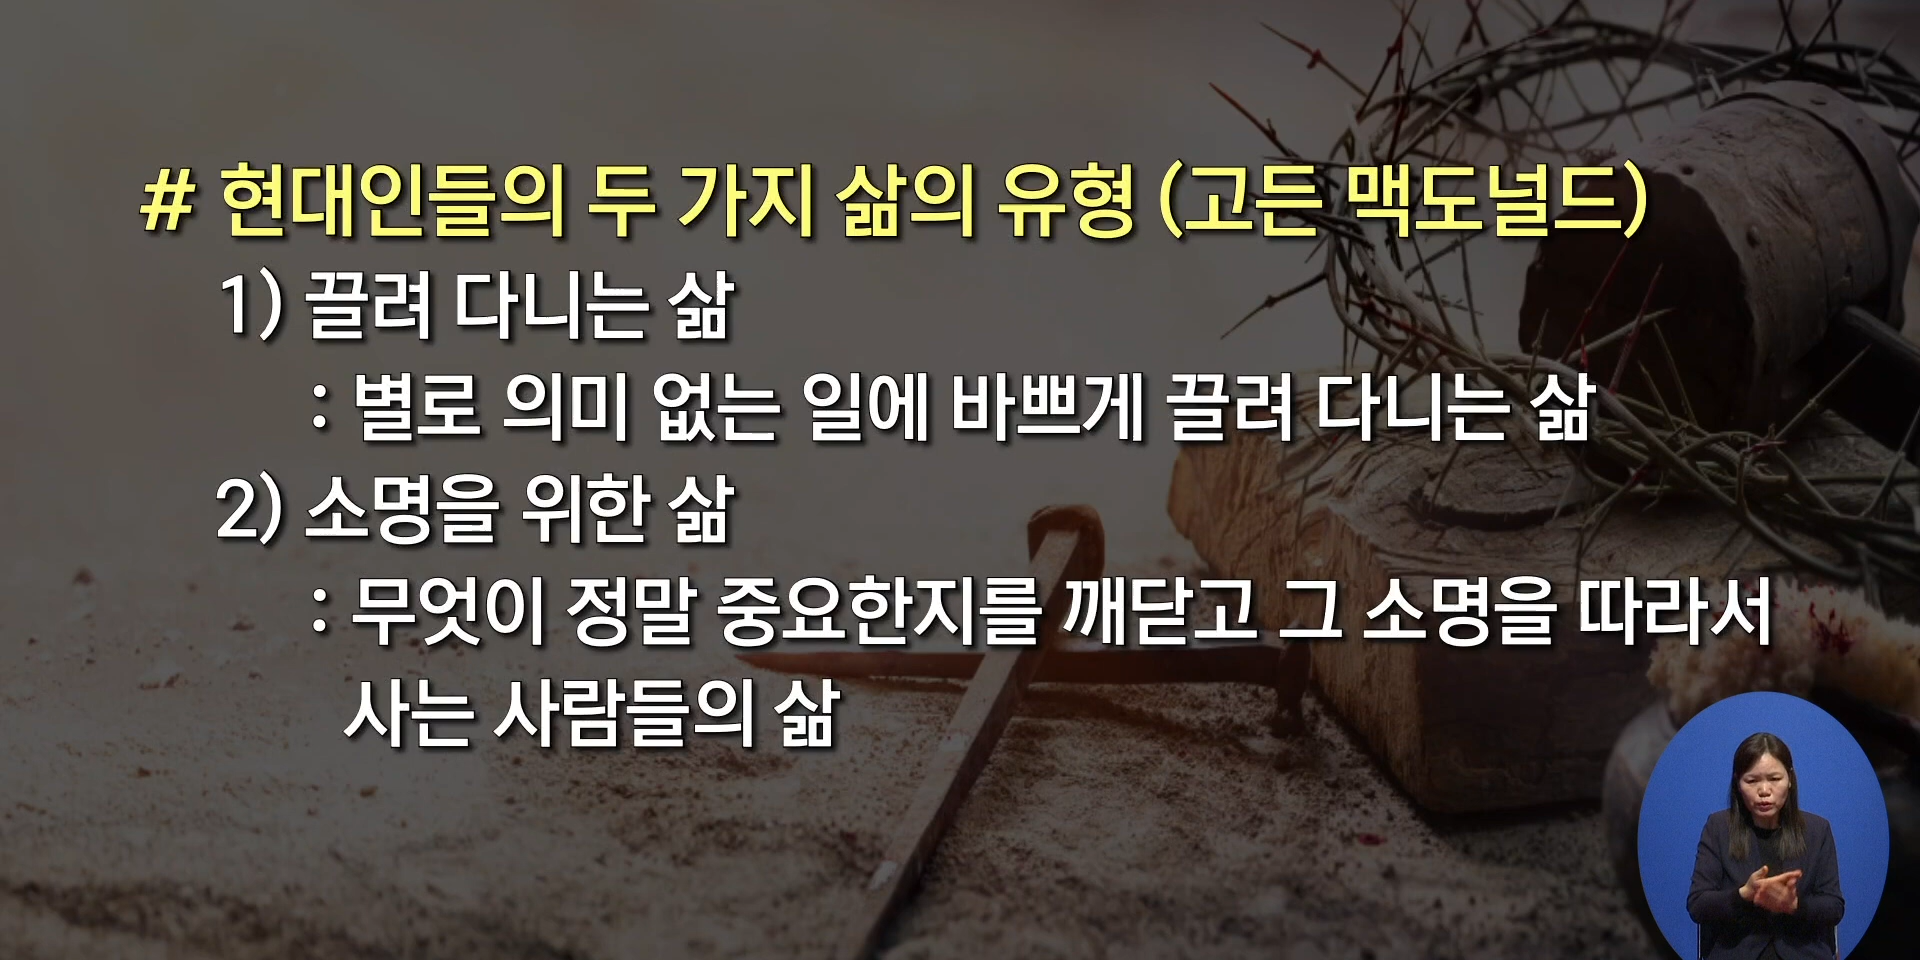 # 현대인들의 두 가지 삶의 유형 (고든 맥도널드)
1) 끌려 다니는 삶
: 별로 의미 없는 일에 바쁘게 끌려 다니는 삶
2) 소명을 위한 삶
: 무엇이 정말 중요한지를 깨닫고 그 소명을 따라서
사는 사람들의 삶